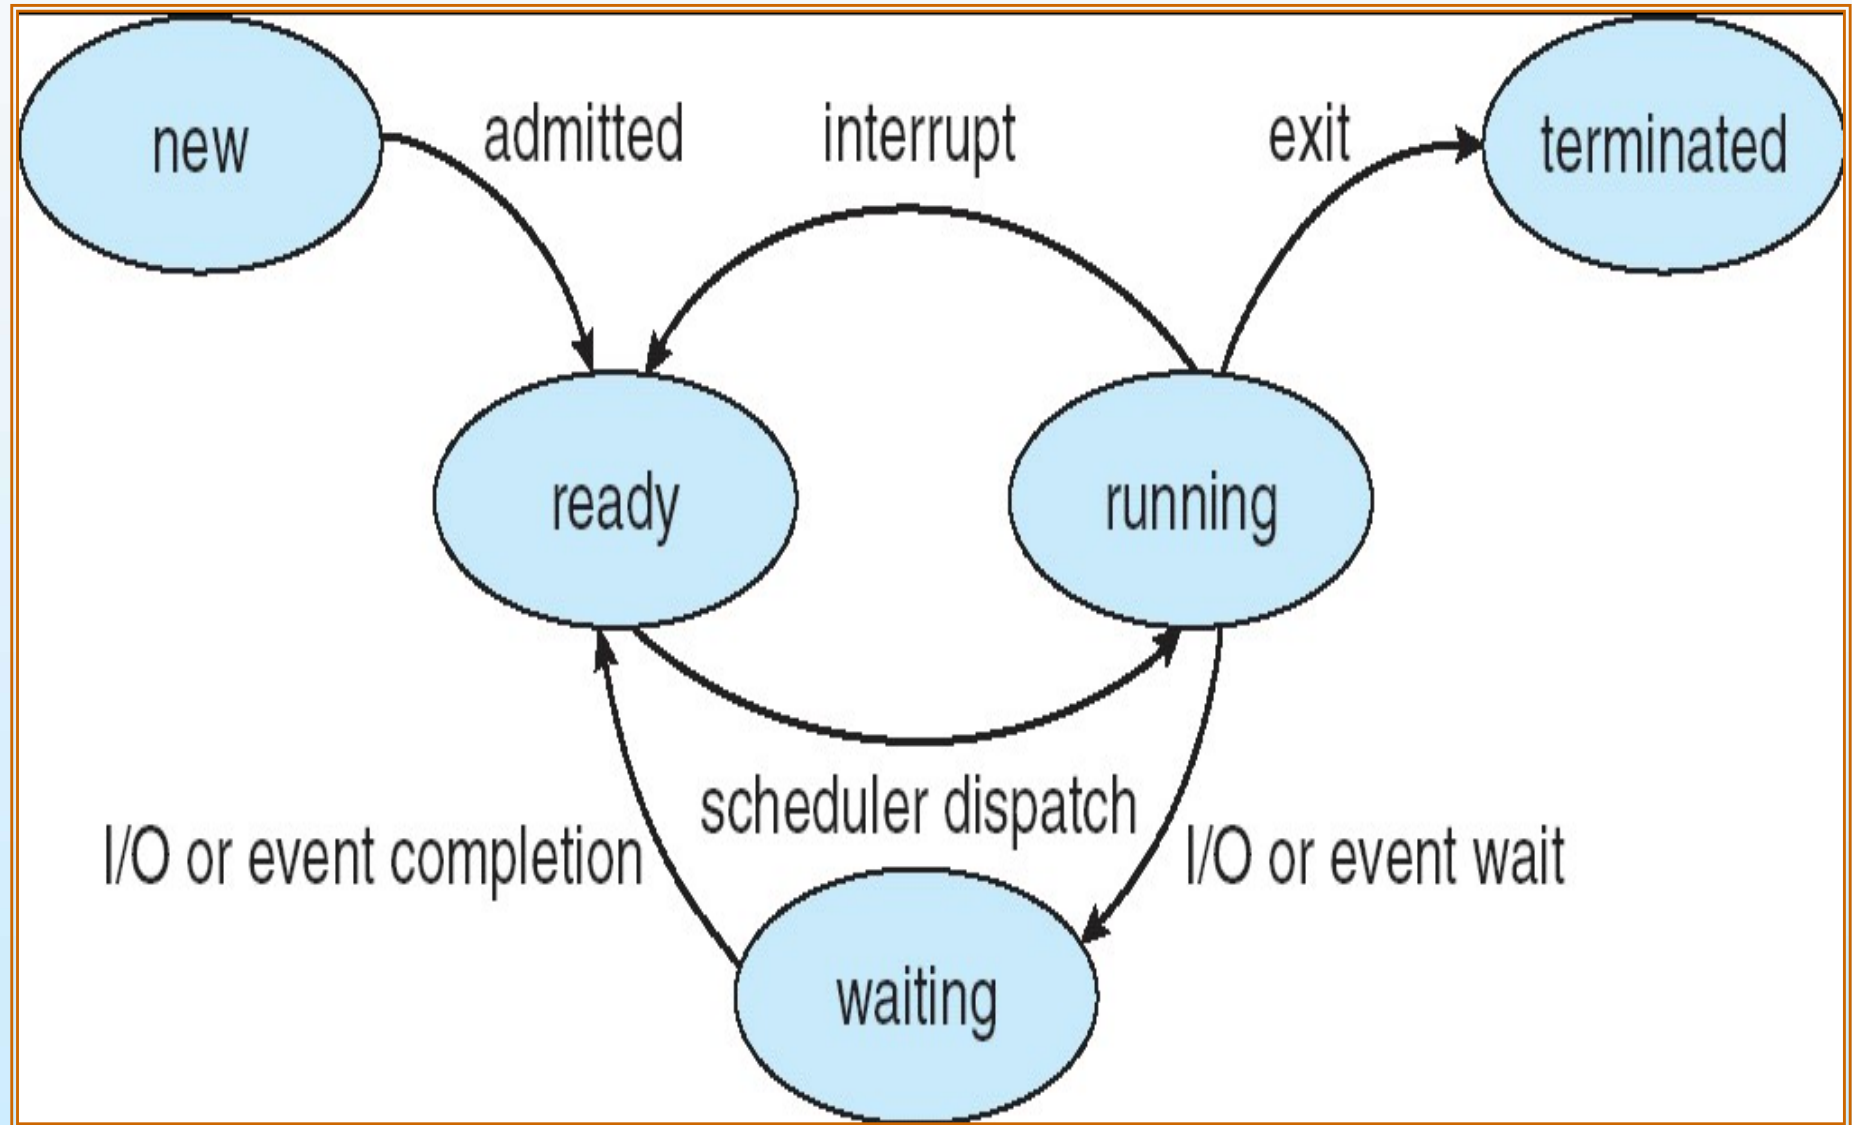 new
admitted
interrupt
exit
terminated
ready
running
scheduler dispatch
I/O or event completion
I/O or event wait
waiting